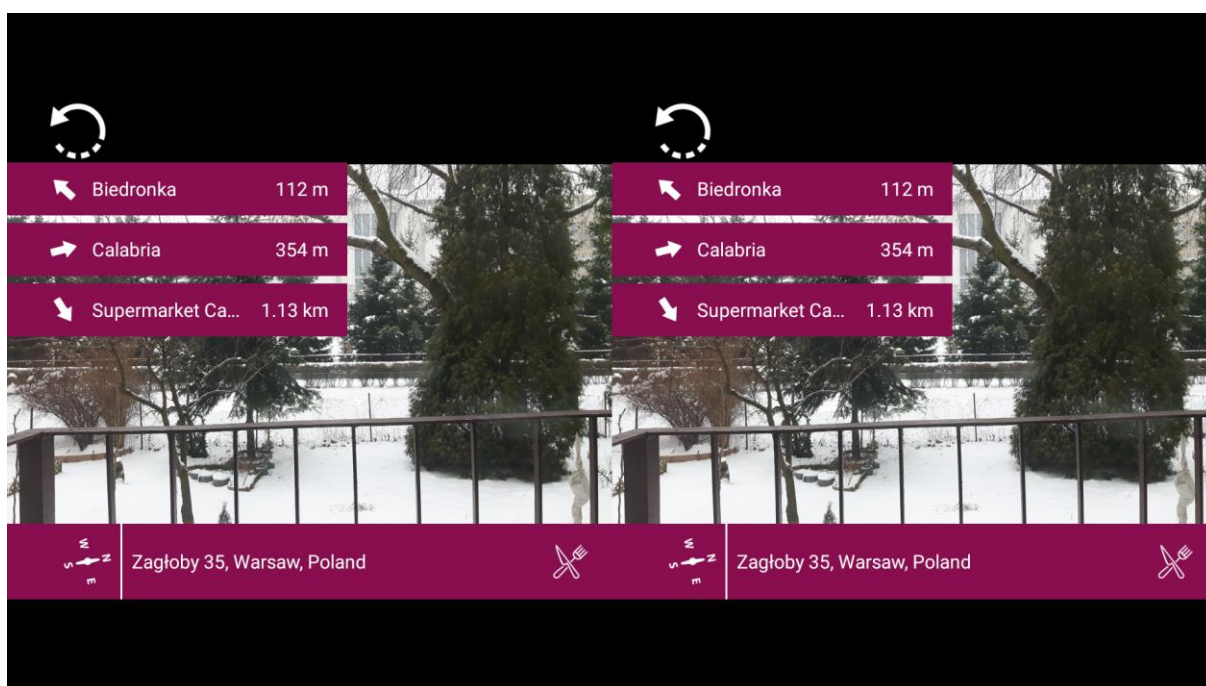 Biedronka 112 m
Calabria 354 m
Supermarket Ca... 1.13 km
W
N
S
E
Zagłoby 35, Warsaw, Poland
Biedronka 112 m
Calabria 354 m
Supermarket Ca... 1.13 km
W
N
S
E
Zagłoby 35, Warsaw, Poland